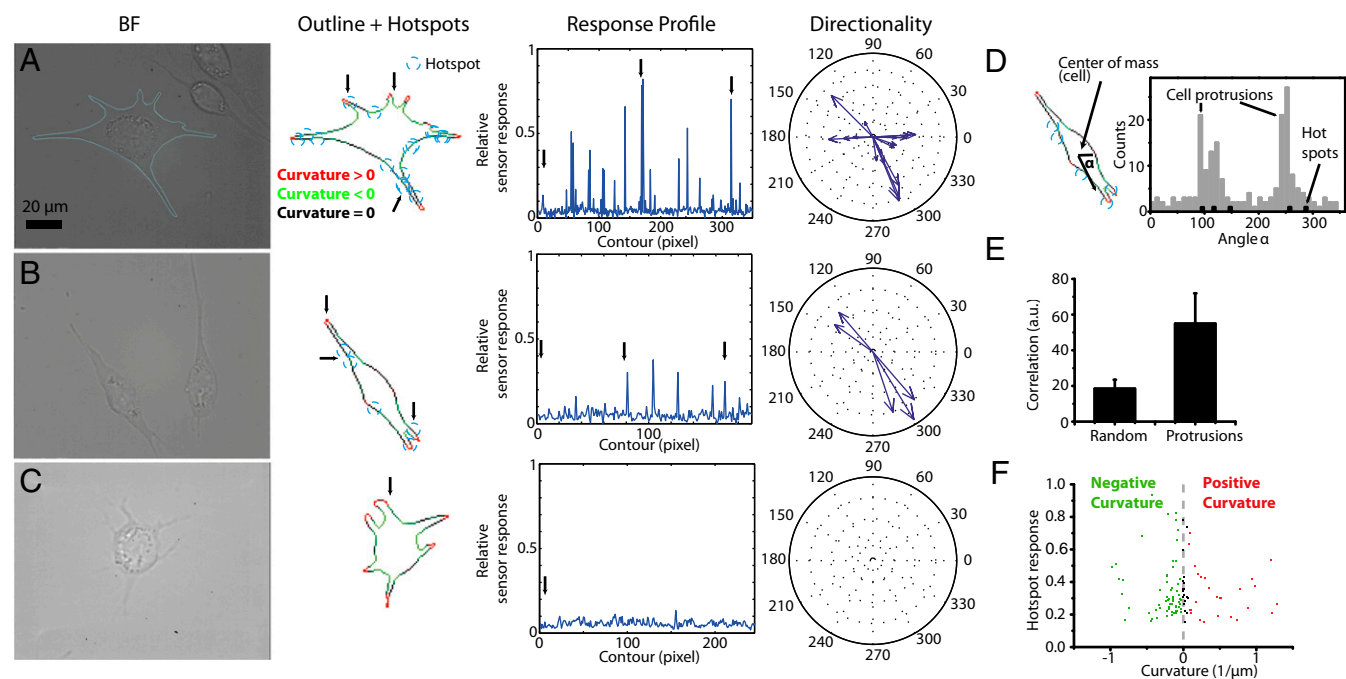 BF
Outline + Hotspots
Response Profile
Directionality
A
20 µm
Hotspot
Curvature > 0
Curvature < 0
Curvature = 0
Relative
sensor response
1
0.5
0
0 100 200 300
Contour (pixel)
90
120 60
150 30
180 0
210 330
240 300
270
D
Center of mass
(cell)
α
Counts
20
10
0
Cell protrusions
Hot
spots
0 100 200 300
Angle α
B
Relative
sensor response
1
0.5
0
0 100
Contour (pixel)
90
120 60
150 30
180 0
210 330
240 300
270
E
Correlation (a.u.)
80
60
40
20
0
Random Protrusions
C
Relative
sensor response
1
0.5
0
0 100 200
Contour (pixel)
90
120 60
150 30
180 0
210 330
240 300
270
F
Negative
Curvature
Positive
Curvature
Hotspot response
1.0
0.8
0.6
0.4
0.2
0.0
-1 0 1
Curvature (1/µm)